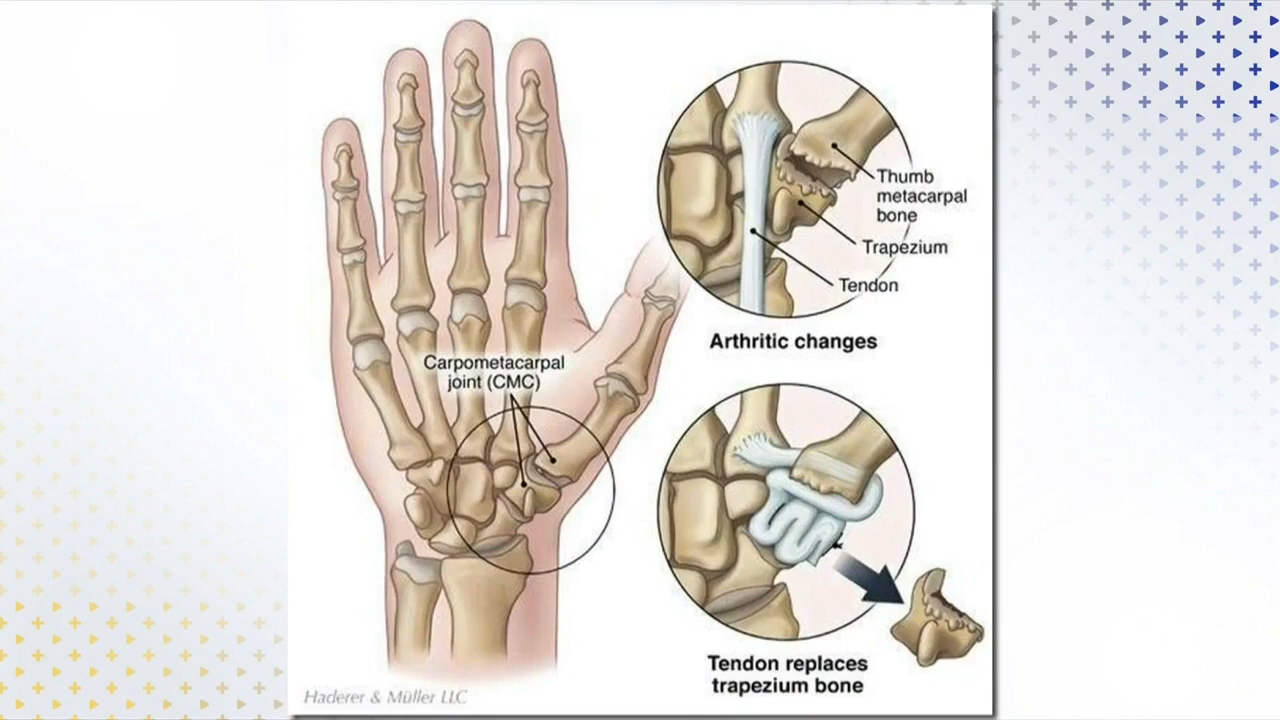 Carpometacarpal
joint (CMC)
Thumb
metacarpal
bone
Trapezium
Tendon
Arthritic changes
Tendon replaces
trapezium bone
Haderer & Müller LLC